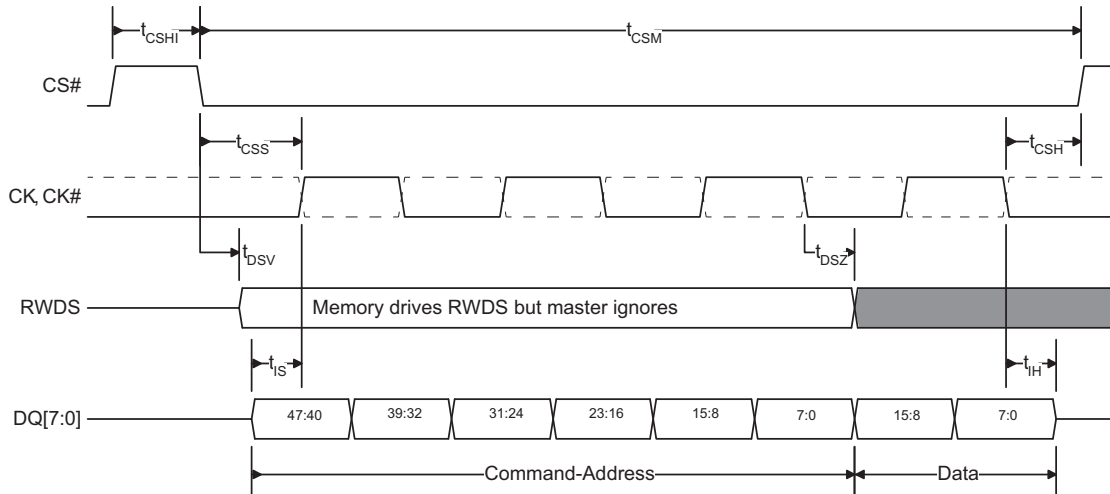 tCSHI tCSM
CS#
tCSS tCSH
CK, CK#
tDSV tDSZ
RWDS Memory drives RWDS but master ignores
tIS tIH
DQ[7:0] 47:40 39:32 31:24 23:16 15:8 7:0 15:8 7:0
Command-Address Data